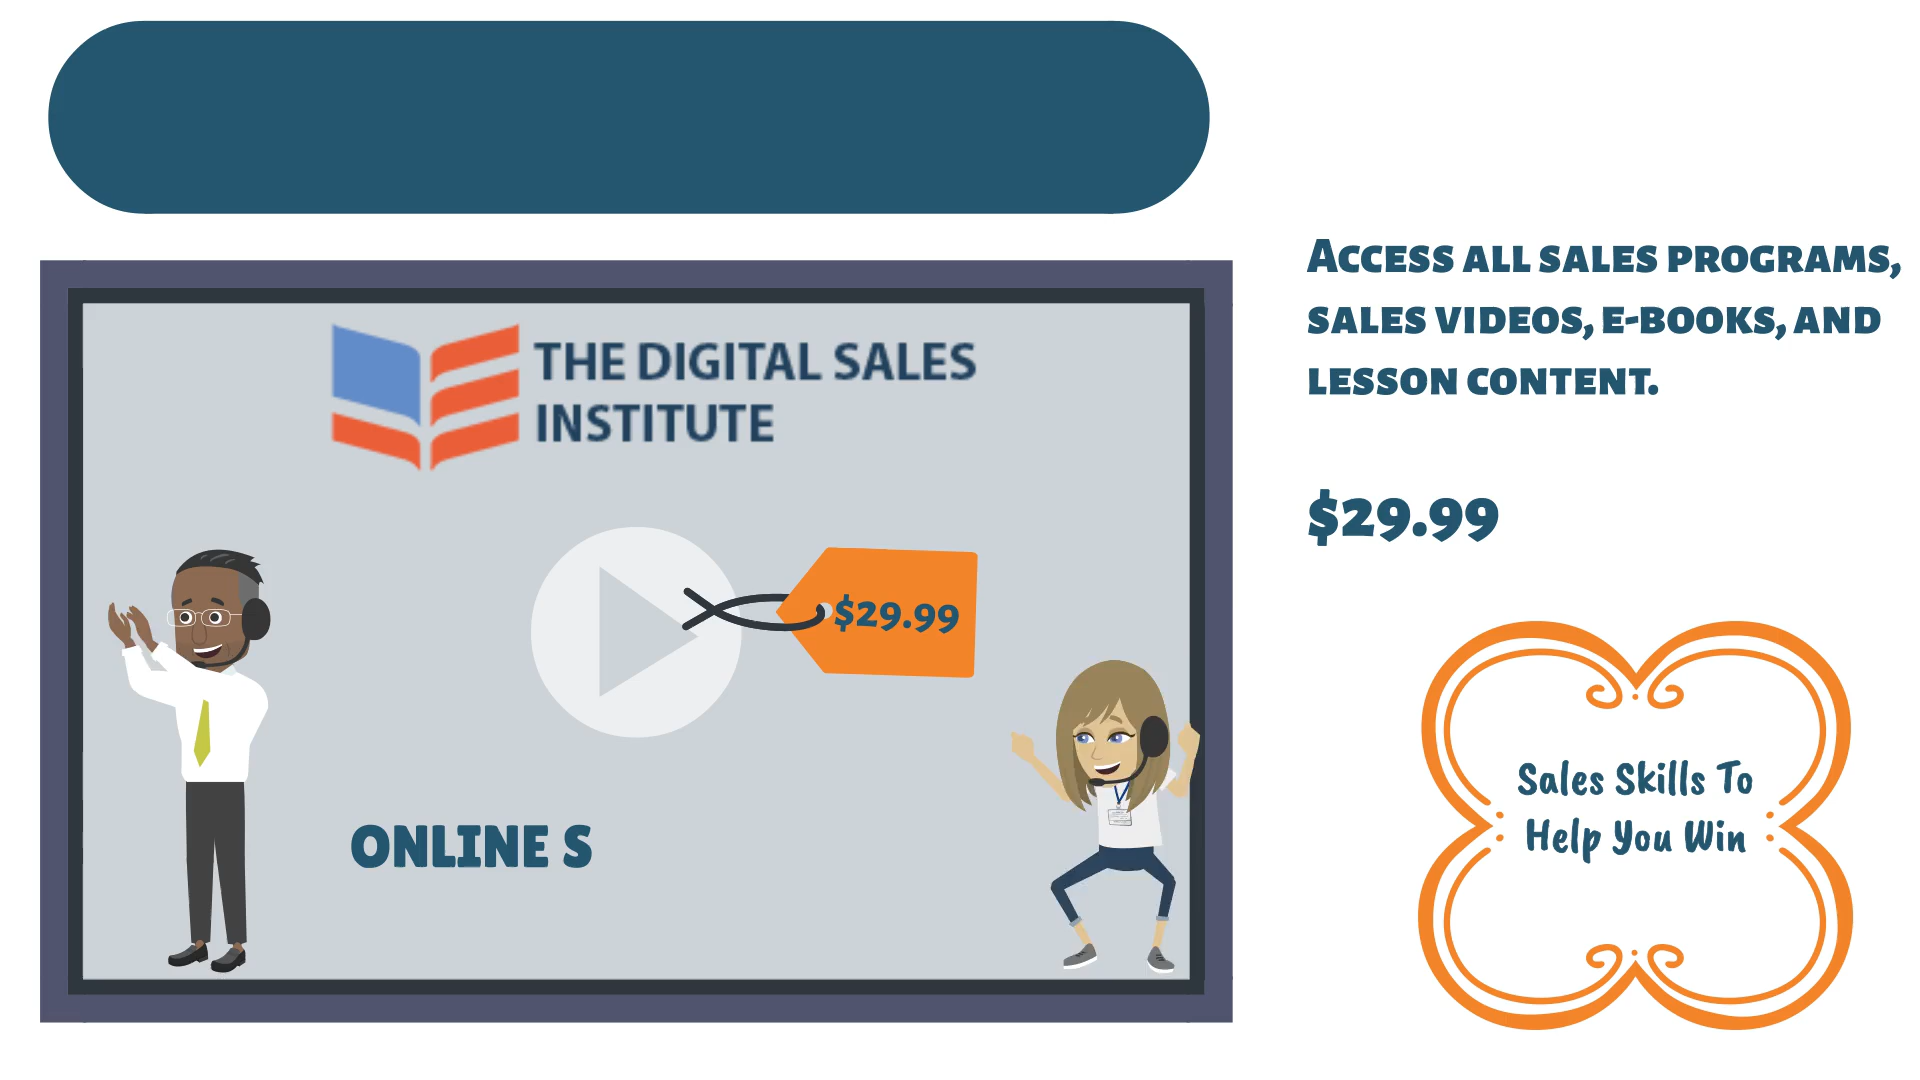 THE DIGITAL SALES
INSTITUTE
$29.99
ONLINE S
Access all sales programs,
sales videos, e-books, and
lesson content.
$29.99
Sales Skills To
Help You Win